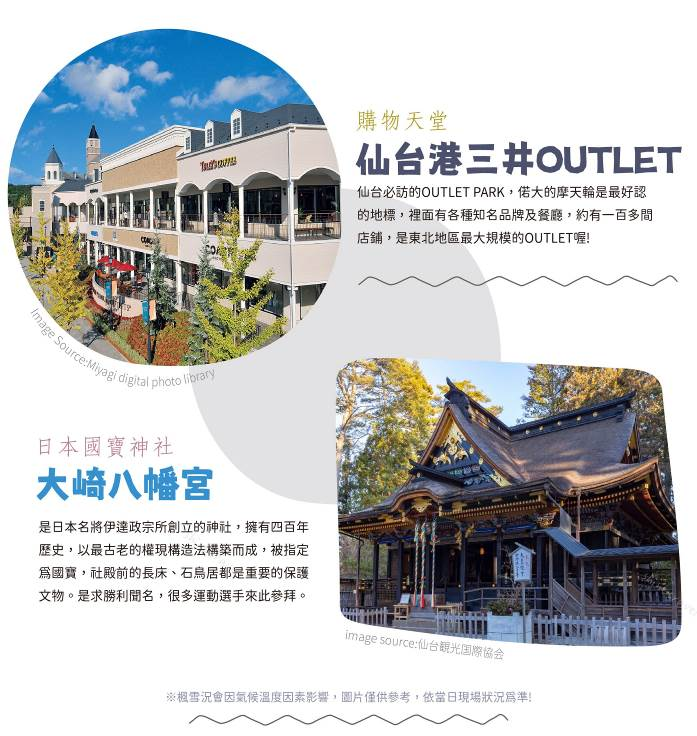 購物天堂
仙台港三井OUTLET
仙台必訪的OUTLET PARK，偌大的摩天輪是最好認
的地標，裡面有各種知名品牌及餐廳，約有一百多間
店鋪，是東北地區最大規模的OUTLET喔!
TULLY'S COFFEE
Image Source:Miyagi digital photo library
日本國寶神社
大崎八幡宮
是日本名將伊達政宗所創立的神社，擁有四百年
歷史，以最古老的權現構造法構築而成，被指定
為國寶，社殿前的長床、石鳥居都是重要的保護
文物。是求勝利聞名，很多運動選手來此參拜。
image source:仙台観光国際協会
※楓雪況會因氣候溫度因素影響，圖片僅供參考，依當日現場狀況為準!